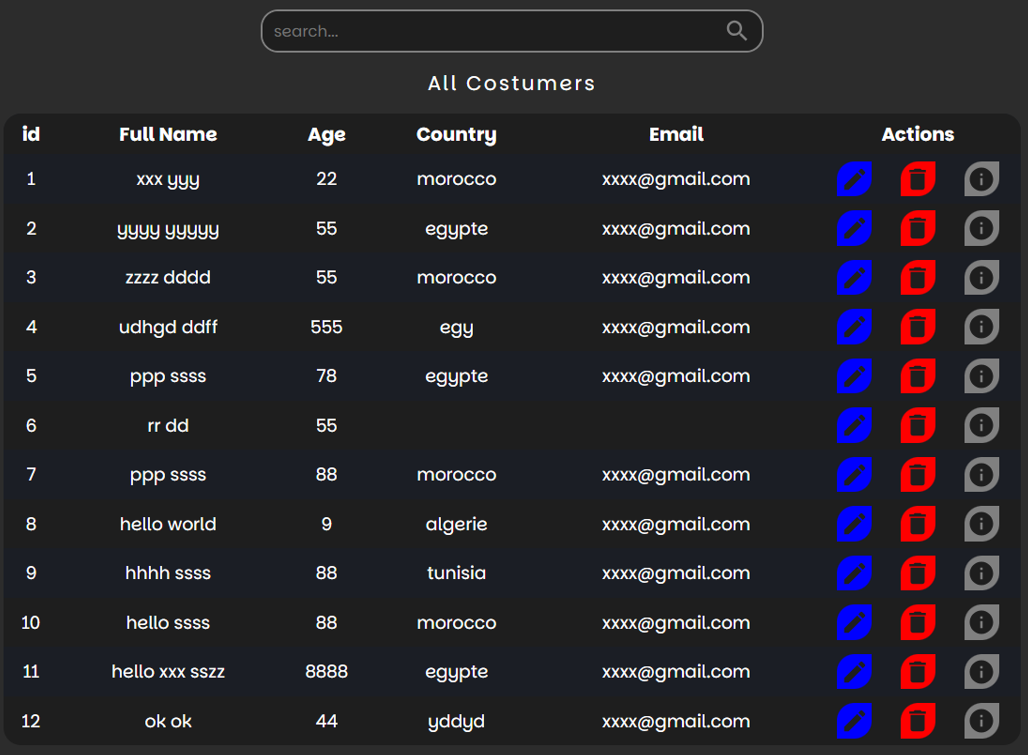 search...
All Costumers
id Full Name Age Country Email Actions
1 xxx yyy 22 morocco xxxx@gmail.com
2 yyyy yyyyy 55 egypte xxxx@gmail.com
3 zzzz dddd 55 morocco xxxx@gmail.com
4 udhgd ddff 555 egy xxxx@gmail.com
5 ppp ssss 78 egypte xxxx@gmail.com
6 rr dd 55
7 ppp ssss 88 morocco xxxx@gmail.com
8 hello world 9 algerie xxxx@gmail.com
9 hhhh ssss 88 tunisia xxxx@gmail.com
10 hello ssss 88 morocco xxxx@gmail.com
11 hello xxx sszz 8888 egypte xxxx@gmail.com
12 ok ok 44 yddyd xxxx@gmail.com